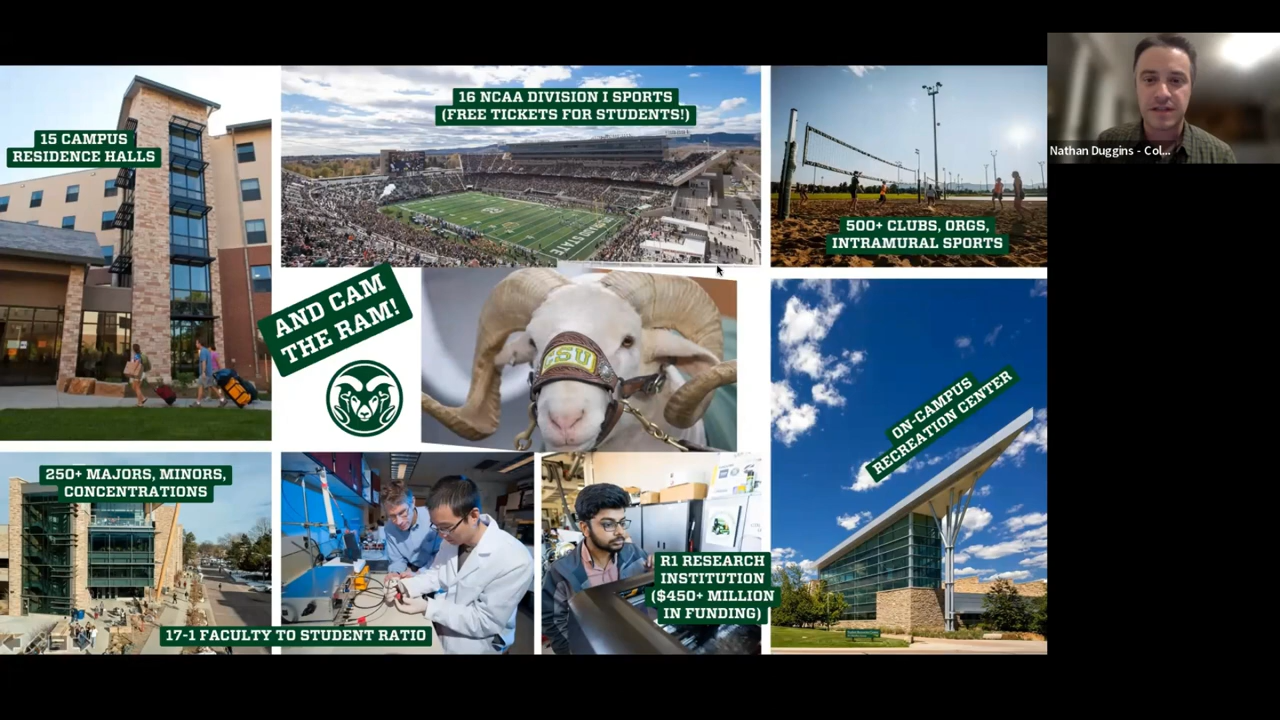 15 CAMPUS
RESIDENCE HALLS
16 NCAA DIVISION I SPORTS
(FREE TICKETS FOR STUDENTS!)
500+ CLUBS, ORGS,
INTRAMURAL SPORTS
Nathan Duggins - Col...
AND CAM
THE RAM!
CSU
ON-CAMPUS
RECREATION CENTER
250+ MAJORS, MINORS,
CONCENTRATIONS
R1 RESEARCH
INSTITUTION
($450+ MILLION
IN FUNDING)
17-1 FACULTY TO STUDENT RATIO